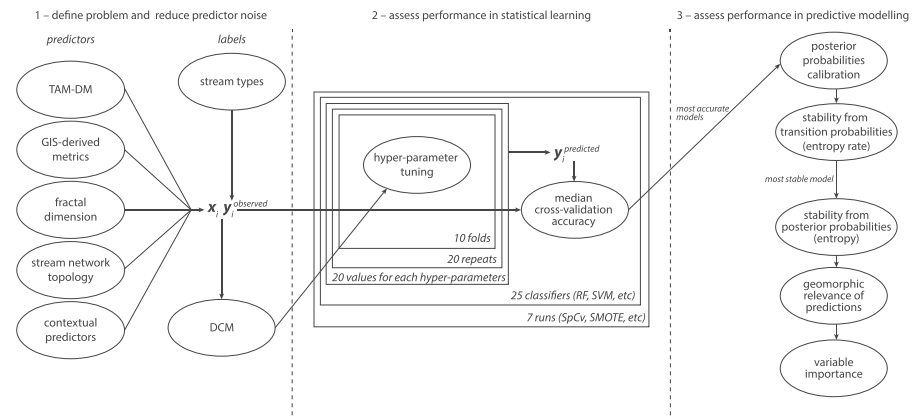 1 – define problem and reduce predictor noise
predictors
labels
TAM-DM
GIS-derived
metrics
fractal
dimension
stream network
topology
contextual
predictors
stream types
x_i y_i^observed
DCM
2 – assess performance in statistical learning
hyper-parameter
tuning
10 folds
20 repeats
20 values for each hyper-parameters
25 classifiers (RF, SVM, etc)
7 runs (SpCv, SMOTE, etc)
y_i^predicted
median
cross-validation
accuracy
3 – assess performance in predictive modelling
most accurate
models
posterior
probabilities
calibration
stability from
transition probabilities
(entropy rate)
most stable model
stability from
posterior probabilities
(entropy)
geomorphic
relevance of
predictions
variable
importance